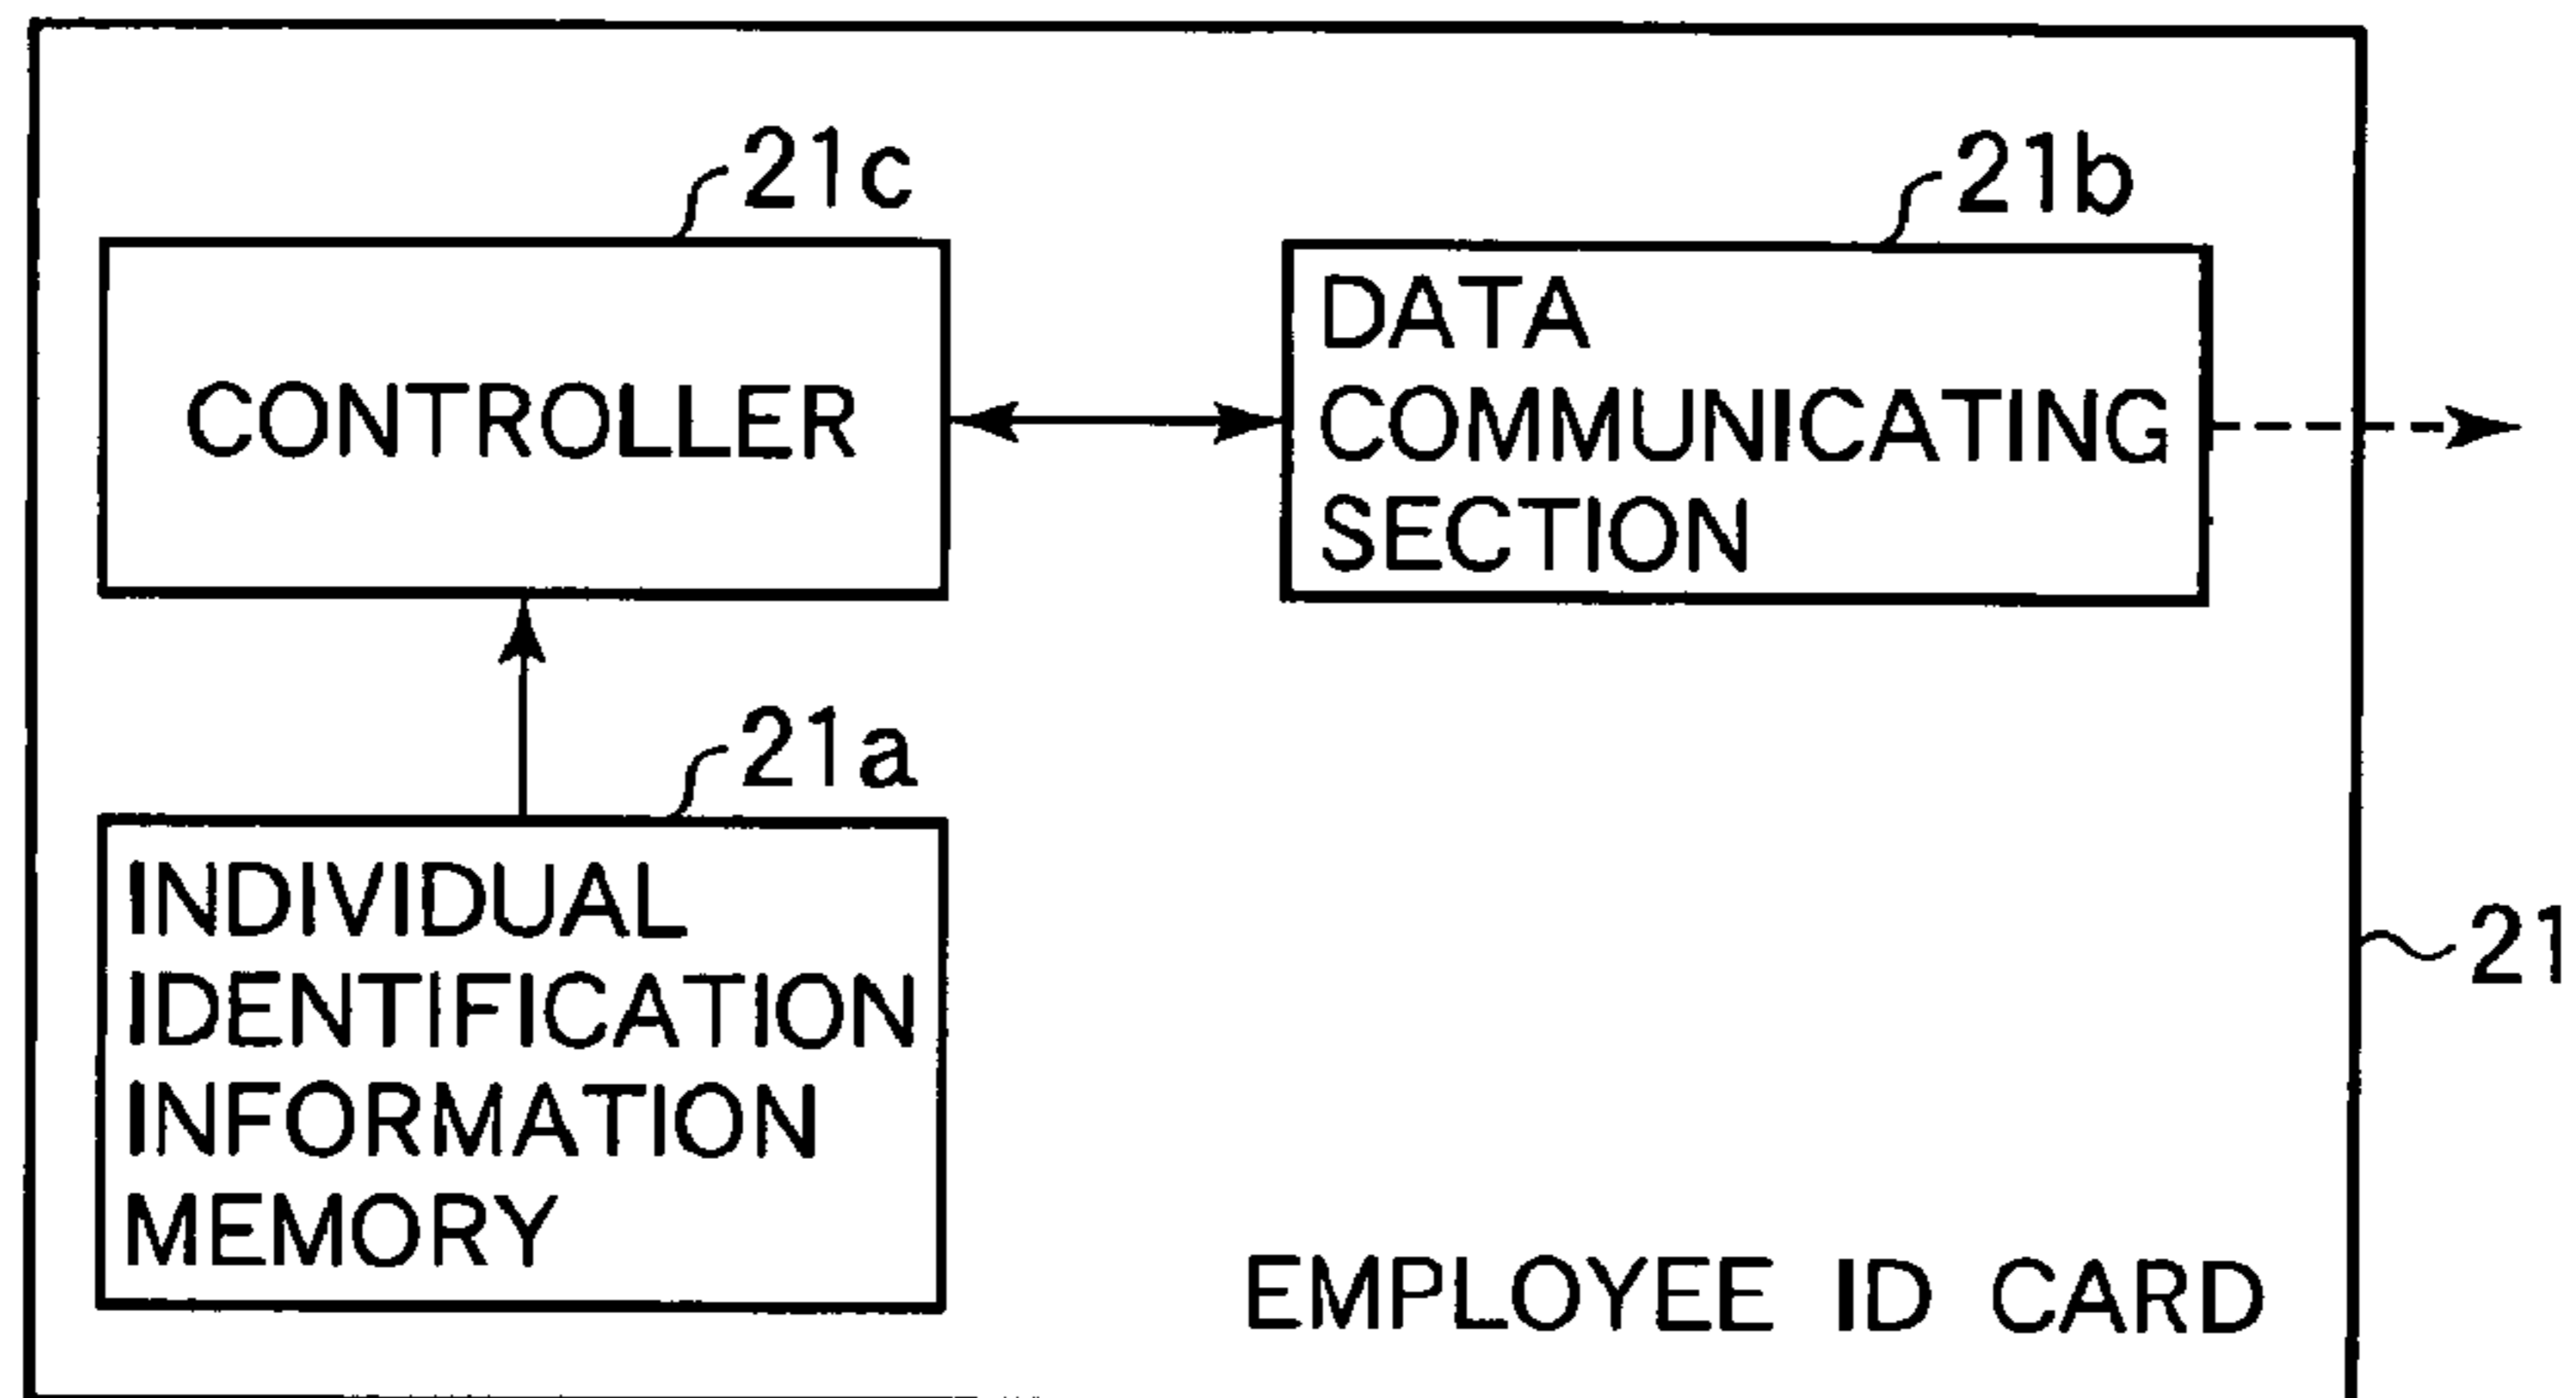 21c
21b
CONTROLLER
DATA
COMMUNICATING
SECTION
21a
INDIVIDUAL
IDENTIFICATION
INFORMATION
MEMORY
21
EMPLOYEE ID CARD